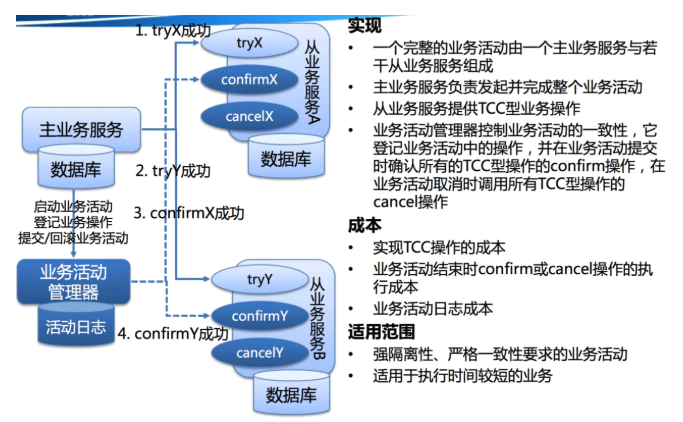 1. tryX成功
tryX
confirmX
cancelX
从业务服务A
数据库
主业务服务
数据库
2. tryY成功
启动业务活动
登记业务操作
提交/回滚业务活动
3. confirmX成功
业务活动
管理器
活动日志
4. confirmY成功
tryY
confirmY
cancelY
从业务服务B
数据库
实现
• 一个完整的业务活动由一个主业务服务与若
干从业务服务组成
• 主业务服务负责发起并完成整个业务活动
• 从业务服务提供TCC型业务操作
• 业务活动管理器控制业务活动的一致性，它
登记业务活动中的操作，并在业务活动提交
时确认所有的TCC型操作的confirm操作，在
业务活动取消时调用所有TCC型操作的
cancel操作
成本
• 实现TCC操作的成本
• 业务活动结束时confirm或cancel操作的执
行成本
• 业务活动日志成本
适用范围
• 强隔离性、严格一致性要求的业务活动
• 适用于执行时间较短的业务